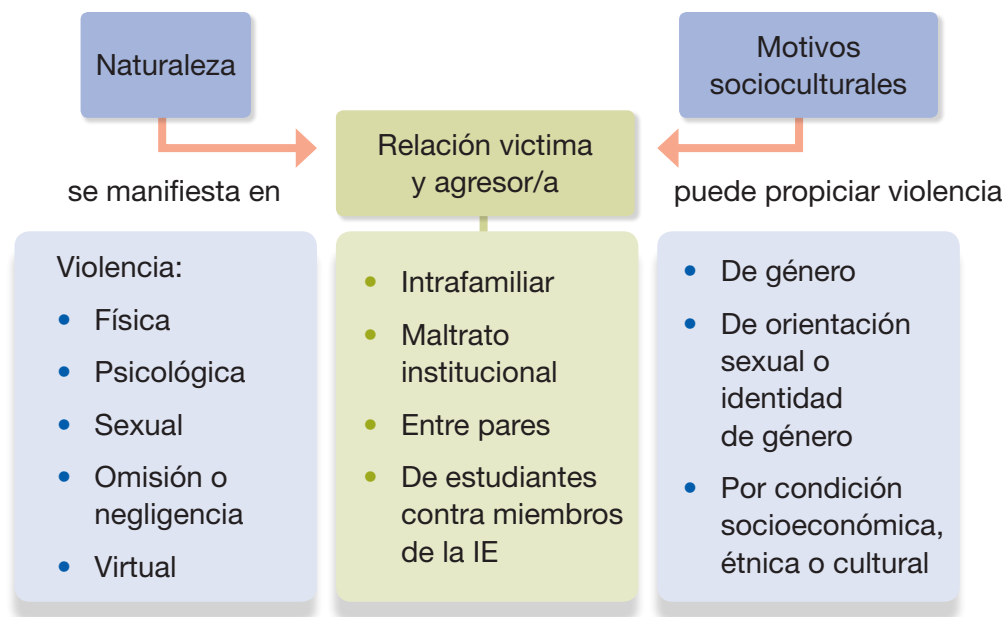 Naturaleza
Motivos
socioculturales
Relación victima
y agresor/a
se manifiesta en
puede propiciar violencia
Violencia:
• Física
• Psicológica
• Sexual
• Omisión o
negligencia
• Virtual
• Intrafamiliar
• Maltrato
institucional
• Entre pares
• De estudiantes
contra miembros
de la IE
• De género
• De orientación
sexual o
identidad
de género
• Por condición
socioeconómica,
étnica o cultural